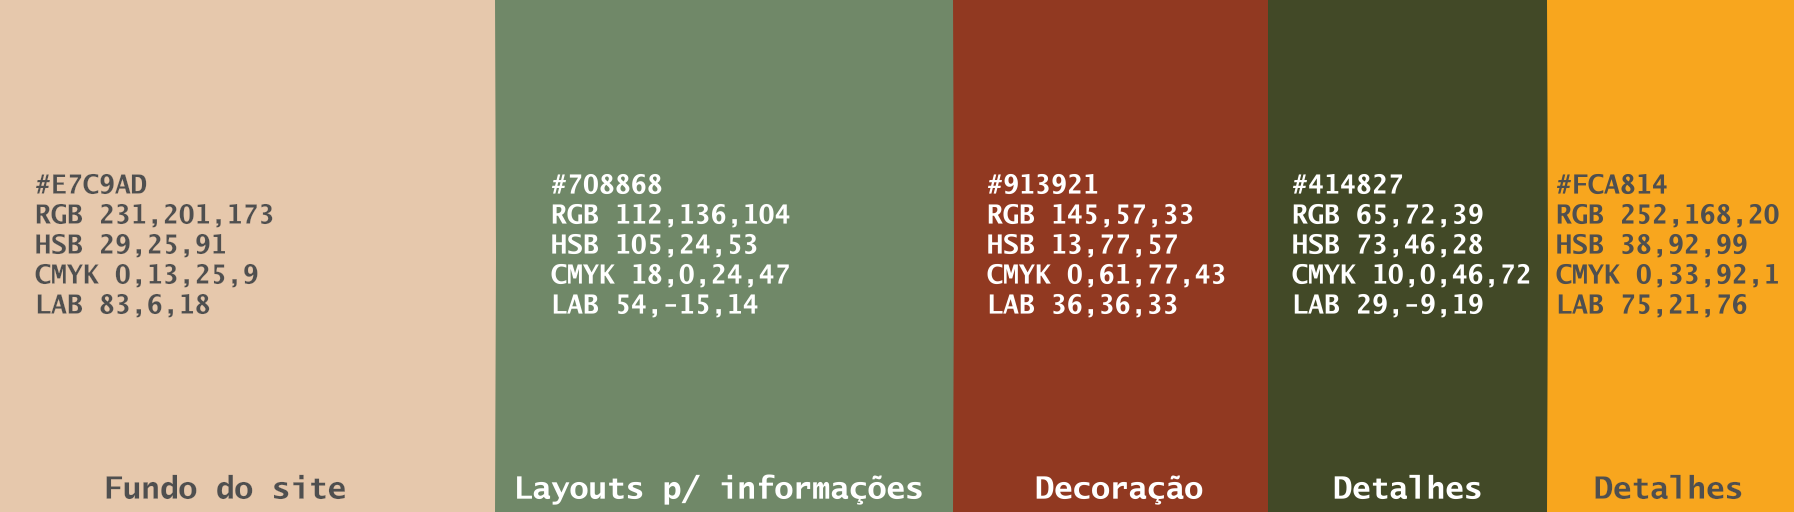 #E7C9AD
RGB 231,201,173
HSB 29,25,91
CMYK 0,13,25,9
LAB 83,6,18
Fundo do site
#708868
RGB 112,136,104
HSB 105,24,53
CMYK 18,0,24,47
LAB 54,-15,14
Layouts p/ informações
#913921
RGB 145,57,33
HSB 13,77,57
CMYK 0,61,77,43
LAB 36,36,33
Decoração
#414827
RGB 65,72,39
HSB 73,46,28
CMYK 10,0,46,72
LAB 29,-9,19
Detalhes
#FCA814
RGB 252,168,20
HSB 38,92,99
CMYK 0,33,92,1
LAB 75,21,76
Detalhes